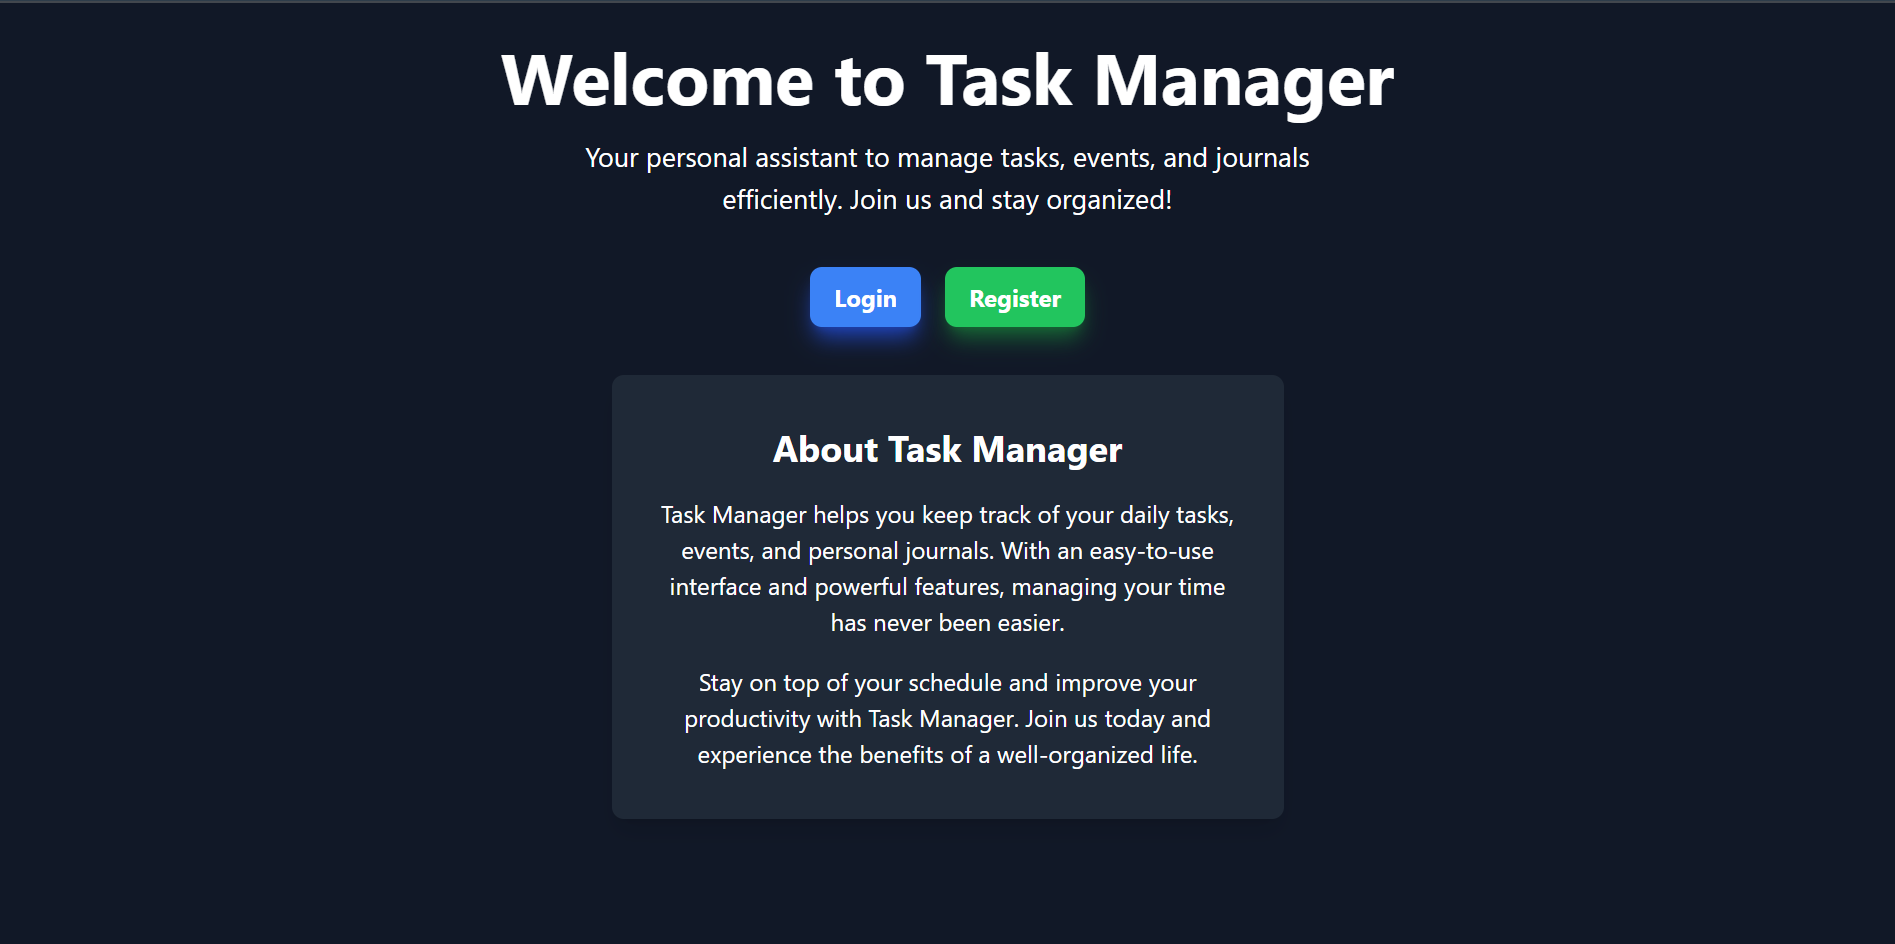 Welcome to Task Manager
Your personal assistant to manage tasks, events, and journals
efficiently. Join us and stay organized!
Login
Register
About Task Manager
Task Manager helps you keep track of your daily tasks,
events, and personal journals. With an easy-to-use
interface and powerful features, managing your time
has never been easier.
Stay on top of your schedule and improve your
productivity with Task Manager. Join us today and
experience the benefits of a well-organized life.